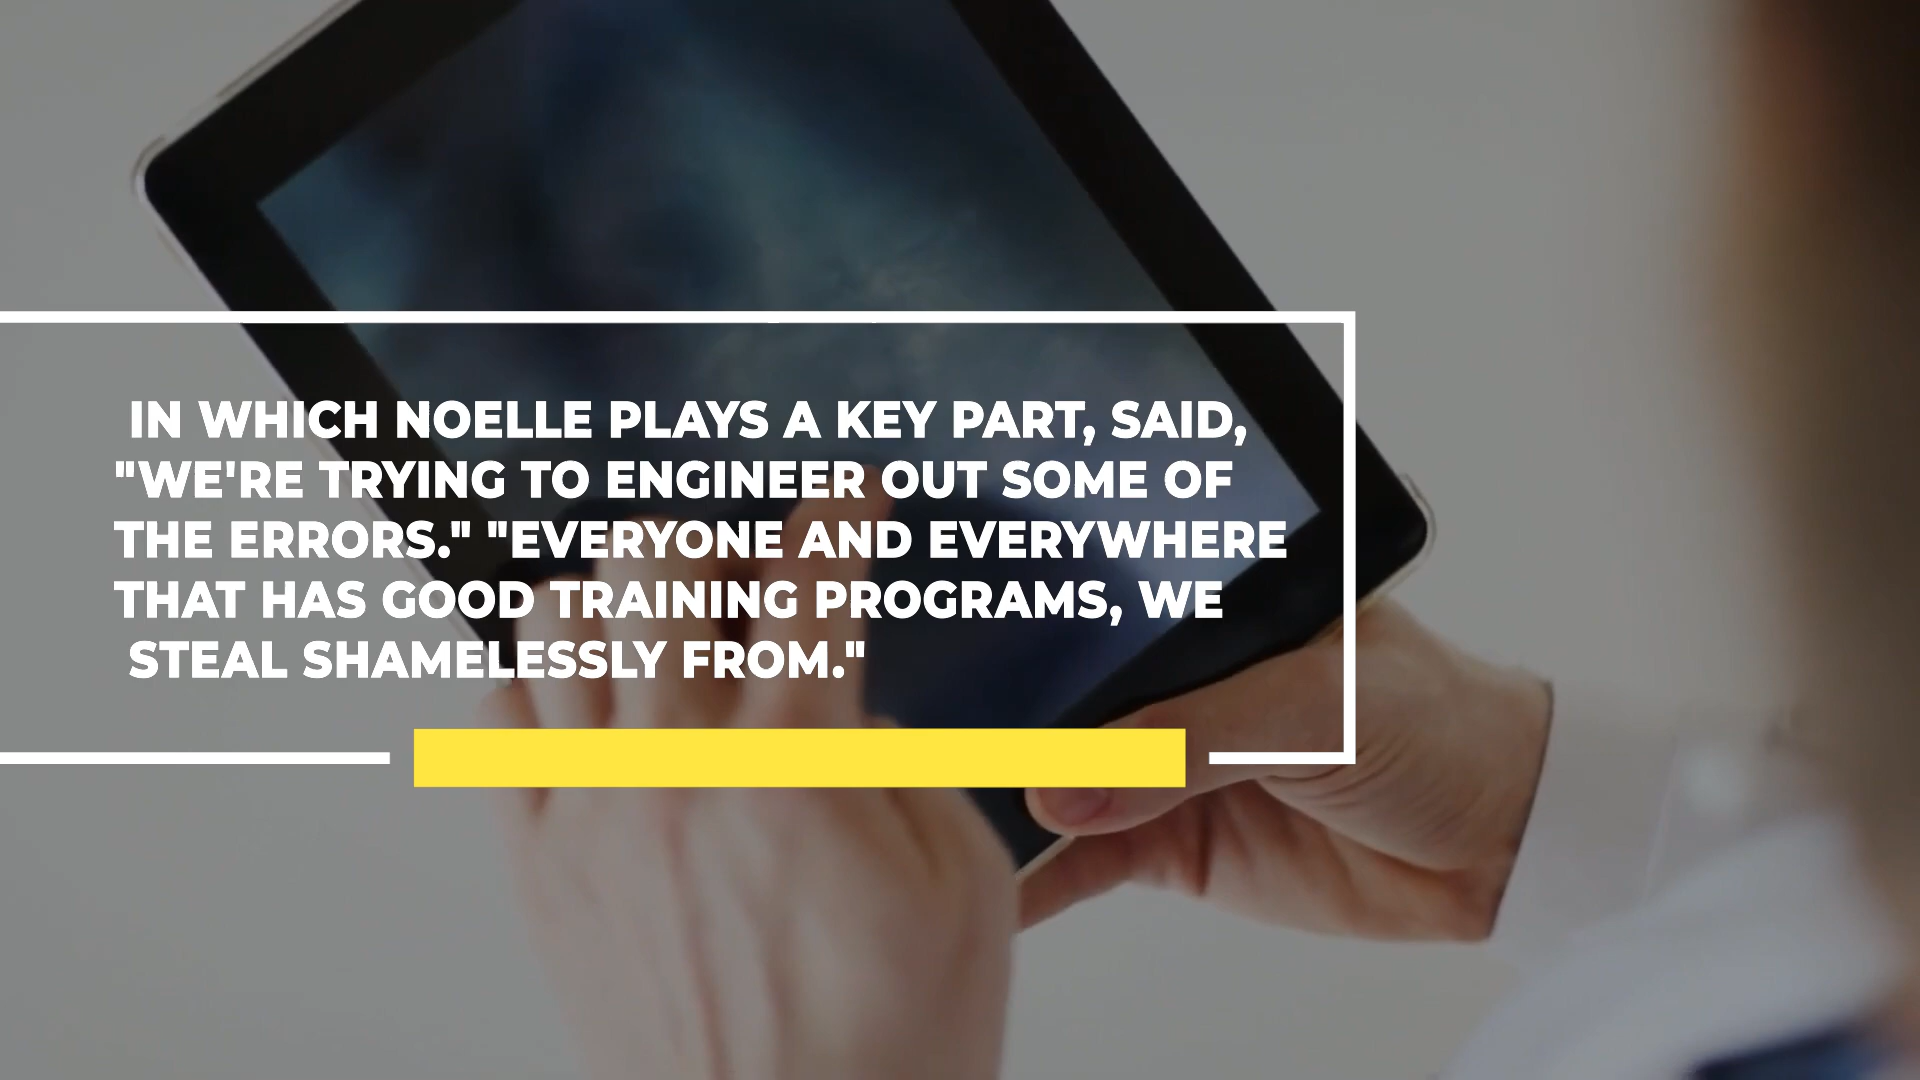 IN WHICH NOELLE PLAYS A KEY PART, SAID,
"WE'RE TRYING TO ENGINEER OUT SOME OF
THE ERRORS." "EVERYONE AND EVERYWHERE
THAT HAS GOOD TRAINING PROGRAMS, WE
STEAL SHAMELESSLY FROM."